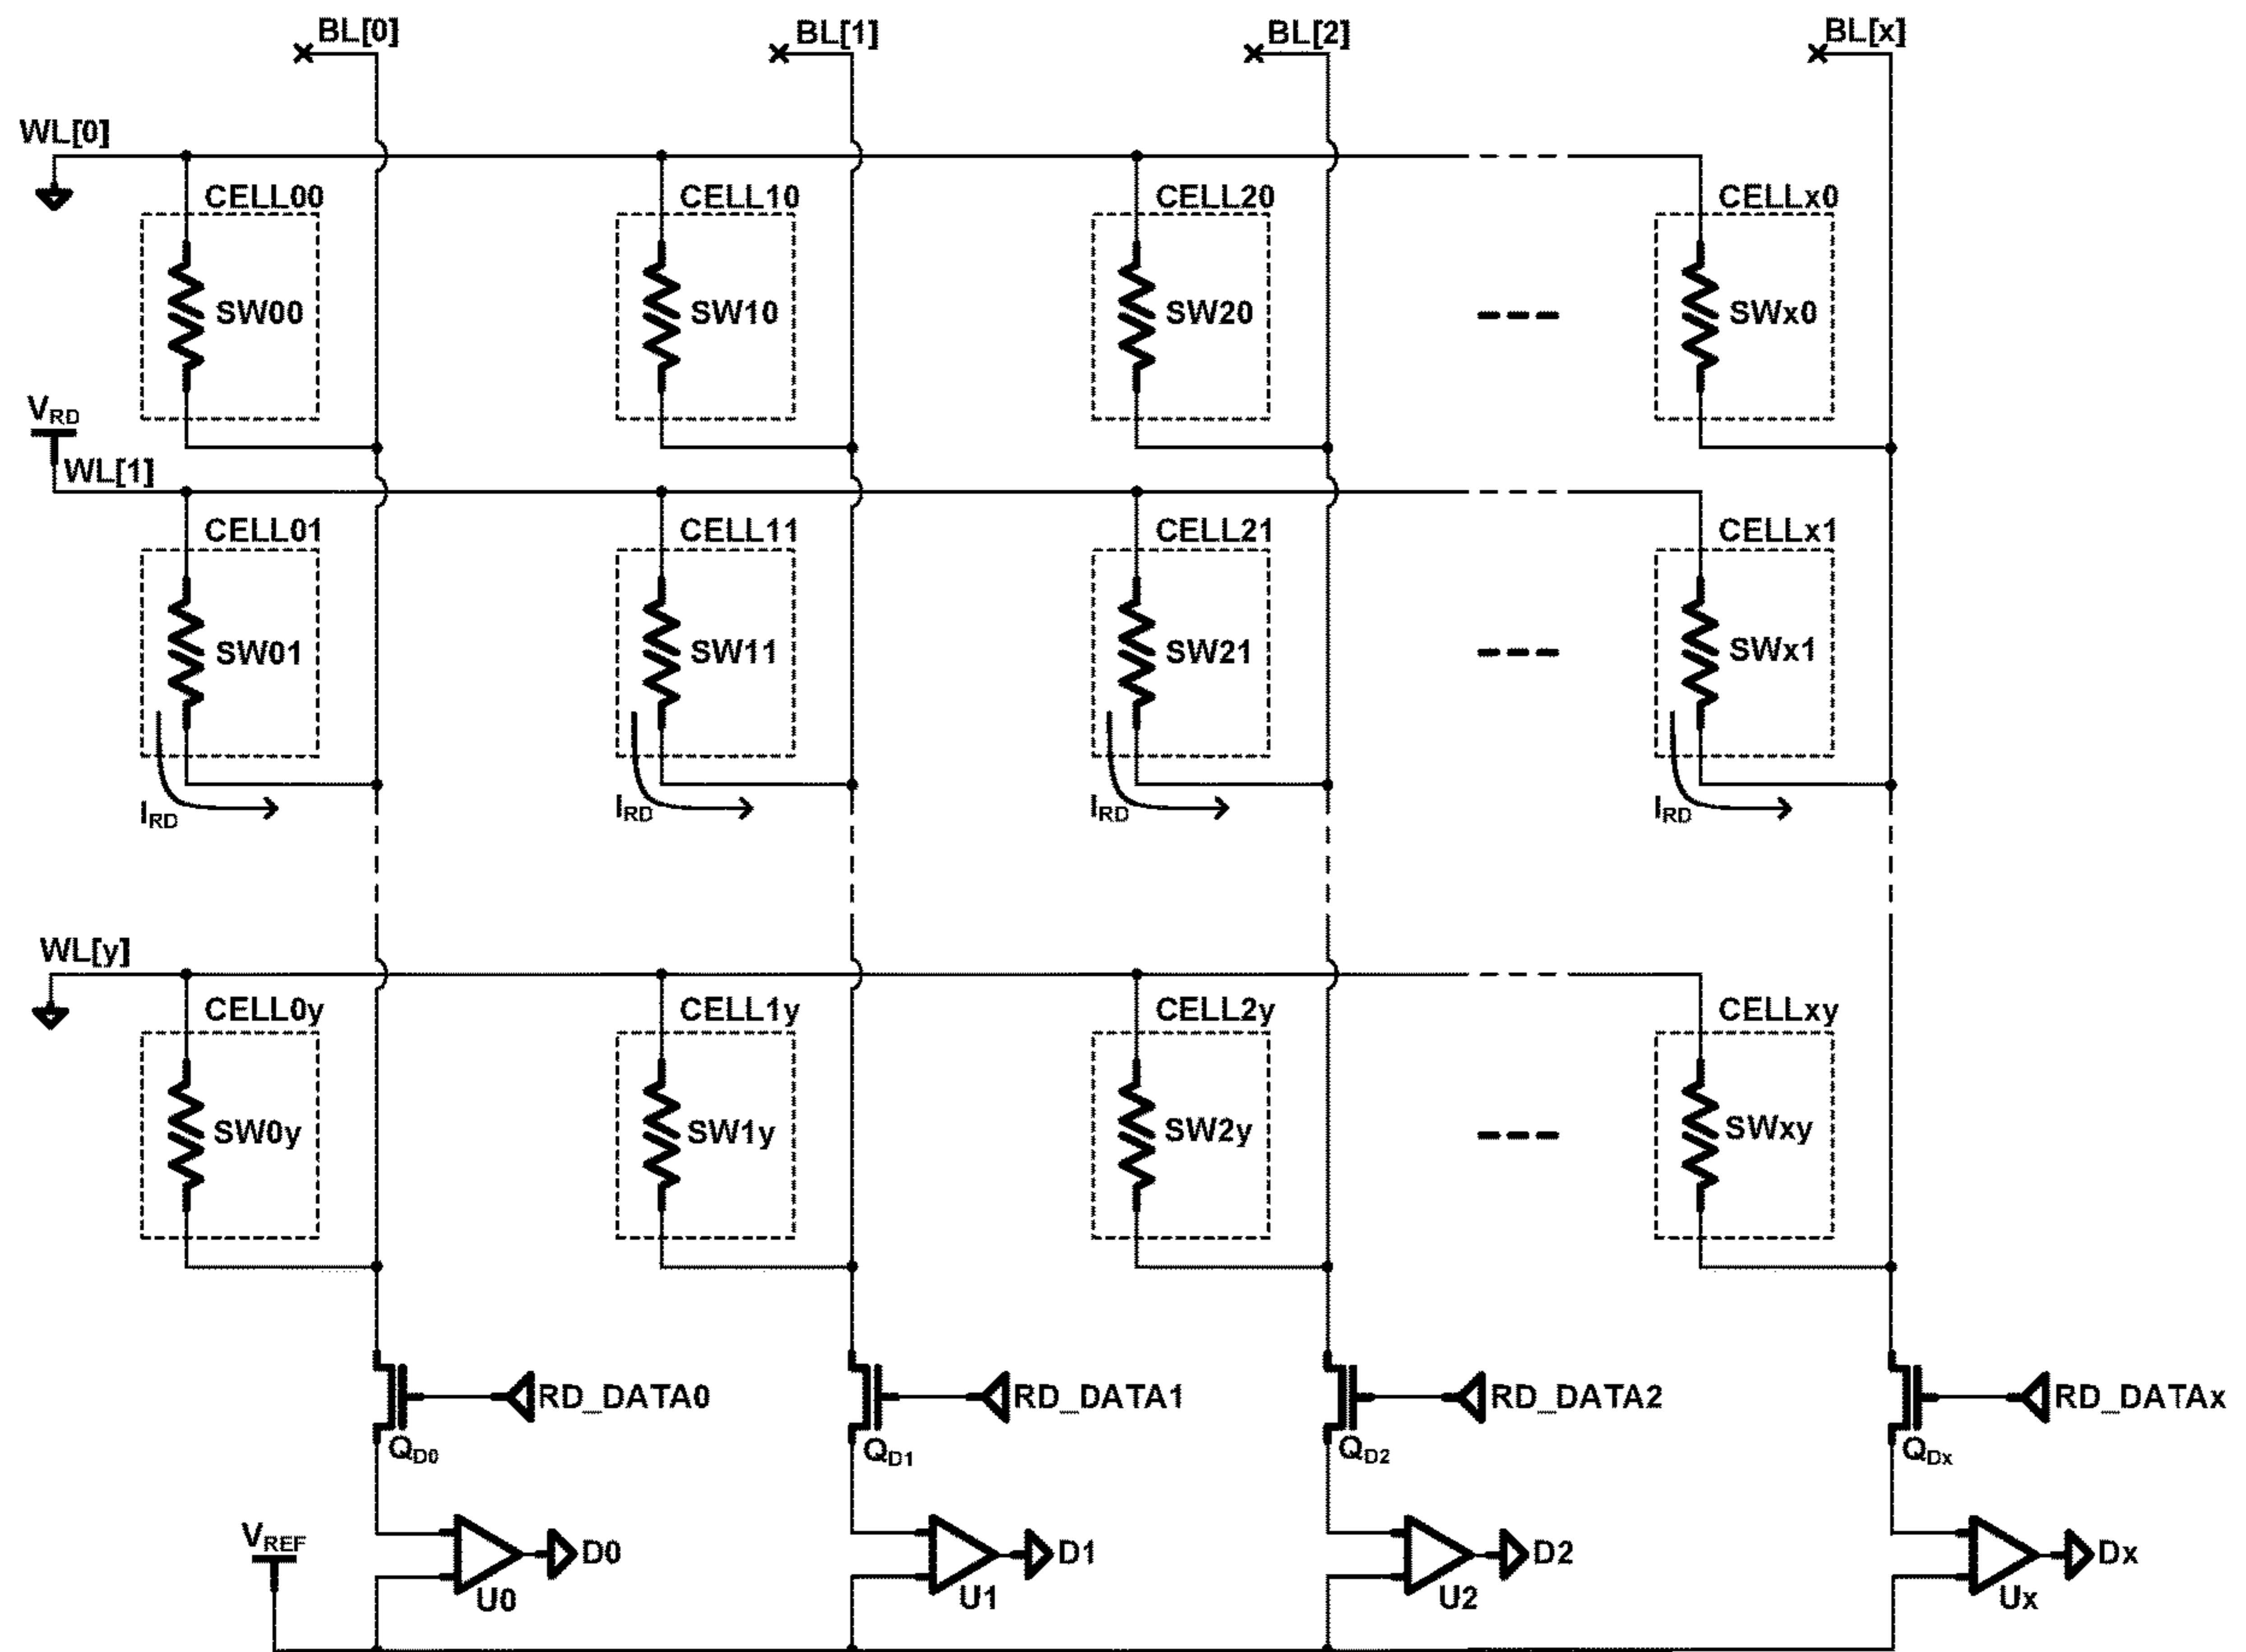 BL[0] BL[1] BL[2] BL[x]
WL[0]
CELL00 CELL10 CELL20 CELLx0
SW00 SW10 SW20 SWx0
VRD
WL[1]
CELL01 CELL11 CELL21 CELLx1
SW01 SW11 SW21 SWx1
IRD IRD IRD IRD
WL[y]
CELL0y CELL1y CELL2y CELLxy
SW0y SW1y SW2y SWxy
RD_DATA0 RD_DATA1 RD_DATA2 RD_DATAx
QD0 QD1 QD2 QDx
VREF
D0 D1 D2 Dx
U0 U1 U2 Ux